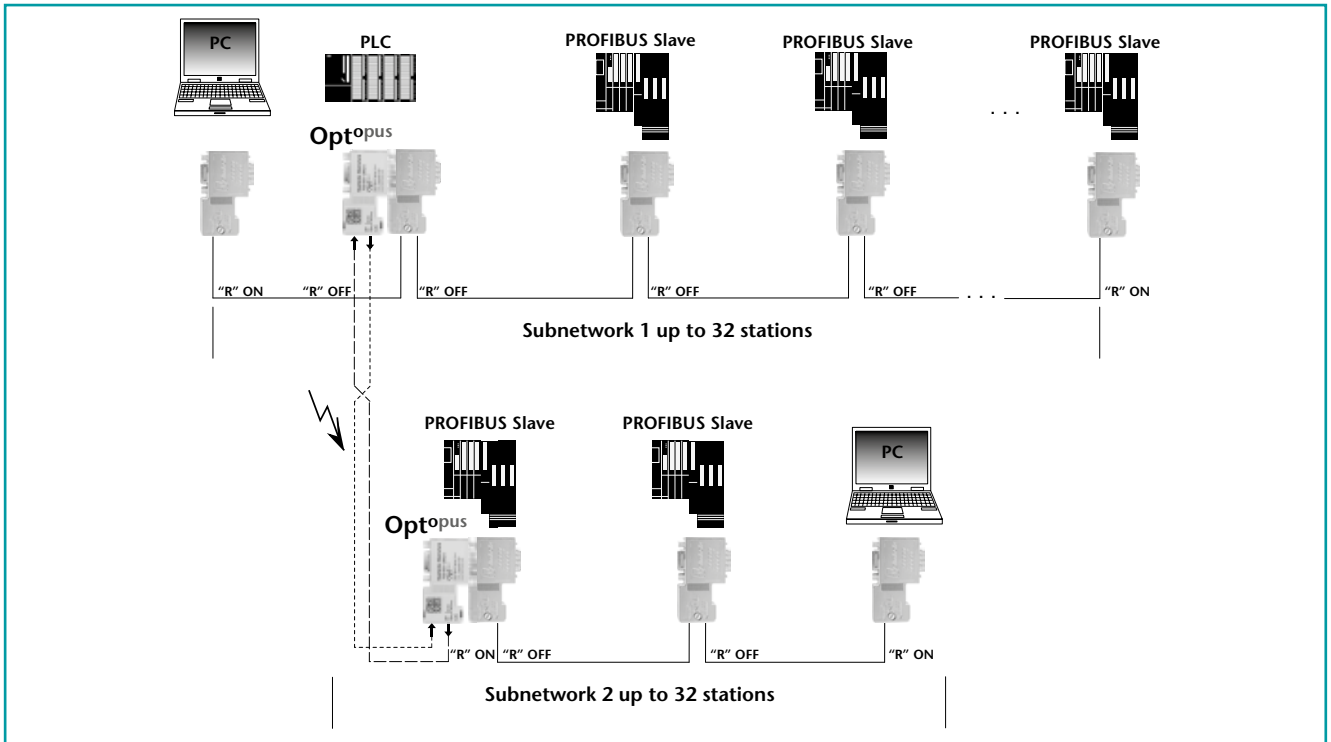 PC
PLC
PROFIBUS Slave
PROFIBUS Slave
PROFIBUS Slave
. . .
Optopus
“R” ON
“R” OFF
“R” OFF
“R” OFF
“R” OFF
. . .
“R” ON
Subnetwork 1 up to 32 stations
PROFIBUS Slave
PROFIBUS Slave
PC
Optopus
“R” ON
“R” OFF
“R” OFF
“R” ON
Subnetwork 2 up to 32 stations